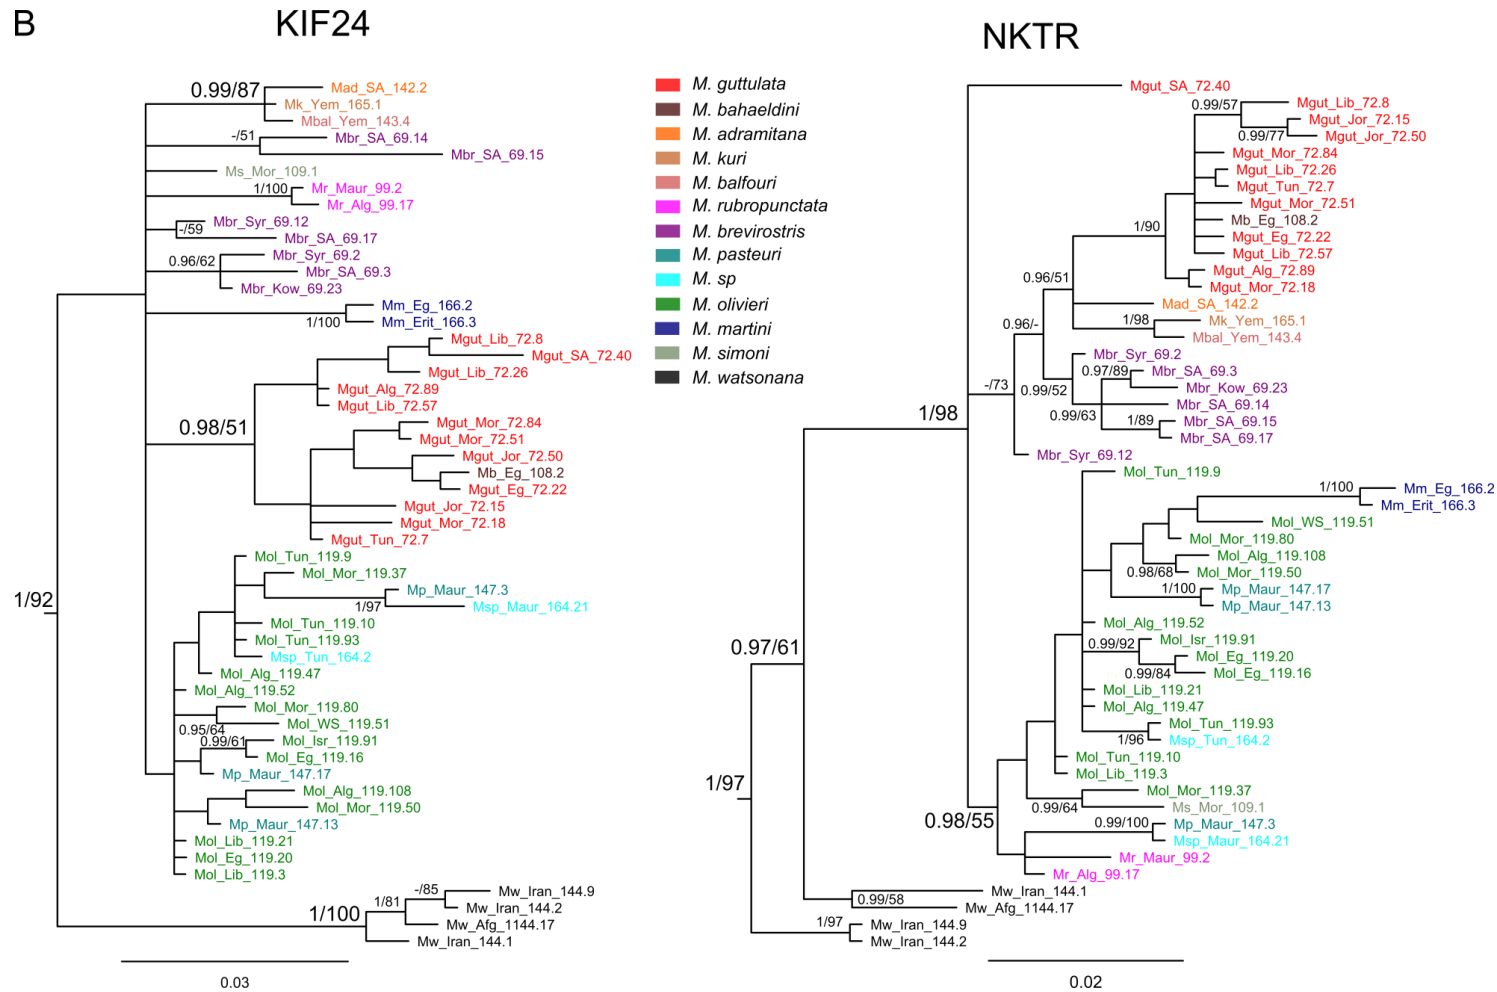 B
KIF24
0.99/87
Mad_SA_142.2
Mk_Yem_165.1
Mbal_Yem_143.4
-/51
Mbr_SA_69.14
Mbr_SA_69.15
Ms_Mor_109.1
1/100
Mr_Maur_99.2
Mr_Alg_99.17
Mbr_Syr_69.12
-/59
Mbr_SA_69.17
0.96/62
Mbr_Syr_69.2
Mbr_SA_69.3
Mbr_Kow_69.23
Mm_Eg_166.2
1/100
Mm_Erit_166.3
Mgut_Lib_72.8
Mgut_SA_72.40
Mgut_Lib_72.26
Mgut_Alg_72.89
Mgut_Lib_72.57
0.98/51
Mgut_Mor_72.84
Mgut_Mor_72.51
Mgut_Jor_72.50
Mb_Eg_108.2
Mgut_Eg_72.22
Mgut_Jor_72.15
Mgut_Mor_72.18
Mgut_Tun_72.7
Mol_Tun_119.9
Mol_Mor_119.37
Mp_Maur_147.3
1/97
Msp_Maur_164.21
1/92
Mol_Tun_119.10
Mol_Tun_119.93
Msp_Tun_164.2
Mol_Alg_119.47
Mol_Alg_119.52
Mol_Mor_119.80
Mol_WS_119.51
0.95/64
0.99/61
Mol_Isr_119.91
Mol_Eg_119.16
Mp_Maur_147.17
Mol_Alg_119.108
Mol_Mor_119.50
Mp_Maur_147.13
Mol_Lib_119.21
Mol_Eg_119.20
Mol_Lib_119.3
-/85
Mw_Iran_144.9
1/81
Mw_Iran_144.2
1/100
Mw_Afg_1144.17
Mw_Iran_144.1
0.03
M. guttulata
M. bahaeldini
M. adramitana
M. kuri
M. balfouri
M. rubropunctata
M. brevirostris
M. pasteuri
M. sp
M. olivieri
M. martini
M. simoni
M. watsonana
NKTR
Mgut_SA_72.40
0.99/57
Mgut_Lib_72.8
Mgut_Jor_72.15
0.99/77
Mgut_Jor_72.50
Mgut_Mor_72.84
Mgut_Lib_72.26
Mgut_Tun_72.7
Mgut_Mor_72.51
1/90
Mb_Eg_108.2
Mgut_Eg_72.22
Mgut_Lib_72.57
Mgut_Alg_72.89
0.96/51
Mgut_Mor_72.18
Mad_SA_142.2
1/98
Mk_Yem_165.1
0.96/-
Mbal_Yem_143.4
Mbr_Syr_69.2
0.97/89
Mbr_SA_69.3
-/73
0.99/52
Mbr_Kow_69.23
Mbr_SA_69.14
1/98
0.99/63
1/89
Mbr_SA_69.15
Mbr_SA_69.17
Mbr_Syr_69.12
Mol_Tun_119.9
1/100
Mm_Eg_166.2
Mm_Erit_166.3
Mol_WS_119.51
Mol_Mor_119.80
Mol_Alg_119.108
0.98/68
Mol_Mor_119.50
1/100
Mp_Maur_147.17
Mp_Maur_147.13
Mol_Alg_119.52
0.97/61
0.99/92
Mol_Isr_119.91
Mol_Eg_119.20
0.99/84
Mol_Eg_119.16
Mol_Lib_119.21
Mol_Alg_119.47
Mol_Tun_119.93
1/96
Msp_Tun_164.2
Mol_Tun_119.10
Mol_Lib_119.3
1/97
Mol_Mor_119.37
0.99/64
Ms_Mor_109.1
0.98/55
0.99/100
Mp_Maur_147.3
Msp_Maur_164.21
Mr_Maur_99.2
Mr_Alg_99.17
Mw_Iran_144.1
0.99/58
Mw_Afg_1144.17
1/97
Mw_Iran_144.9
Mw_Iran_144.2
0.02